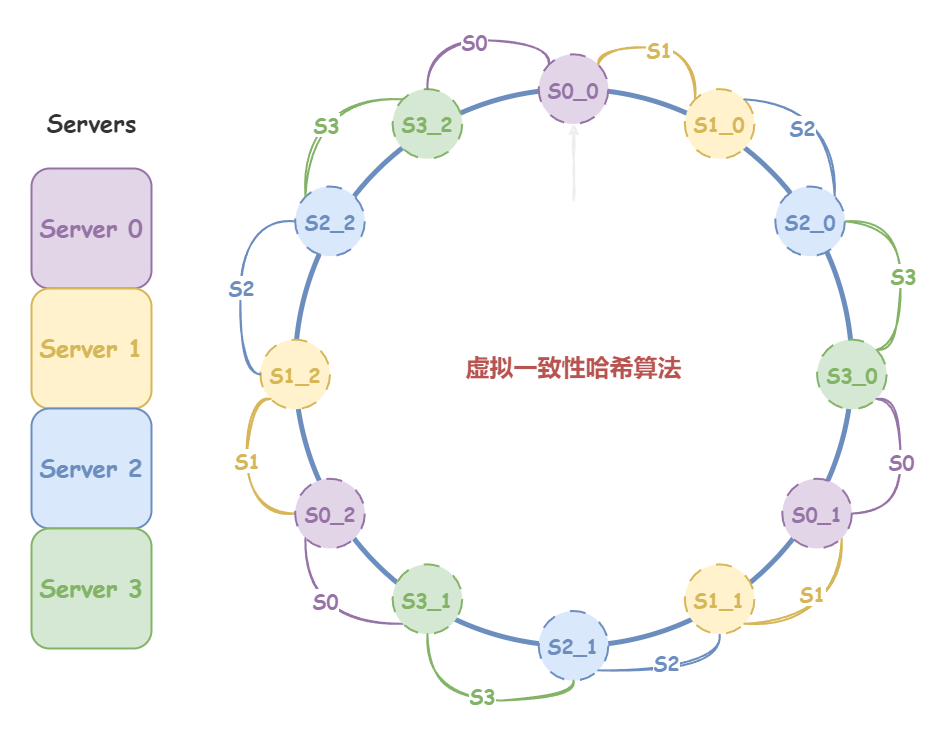 Servers
Server 0
Server 1
Server 2
Server 3
虚拟一致性哈希算法
S0_0
S1
S1_0
S2
S2_0
S3
S3_0
S0
S0_1
S1
S1_1
S2
S2_1
S3
S3_1
S0
S0_2
S1
S1_2
S2
S2_2
S3
S3_2
S0